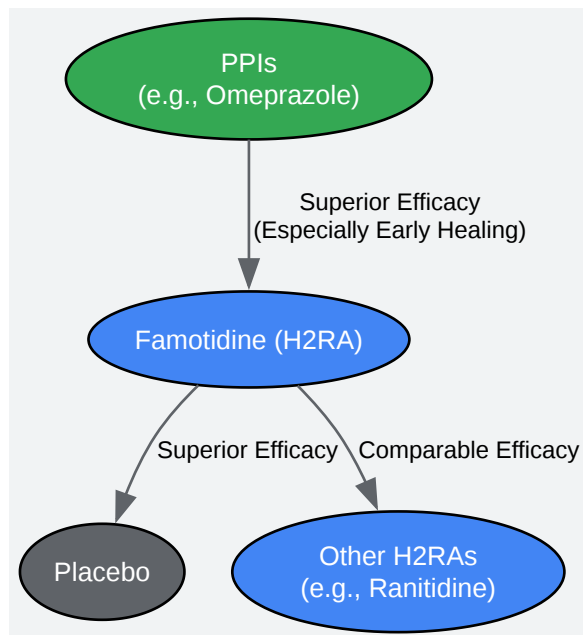 PPIs
(e.g., Omeprazole)
Superior Efficacy
(Especially Early Healing)
Famotidine (H2RA)
Superior Efficacy
Comparable Efficacy
Placebo
Other H2RAs
(e.g., Ranitidine)